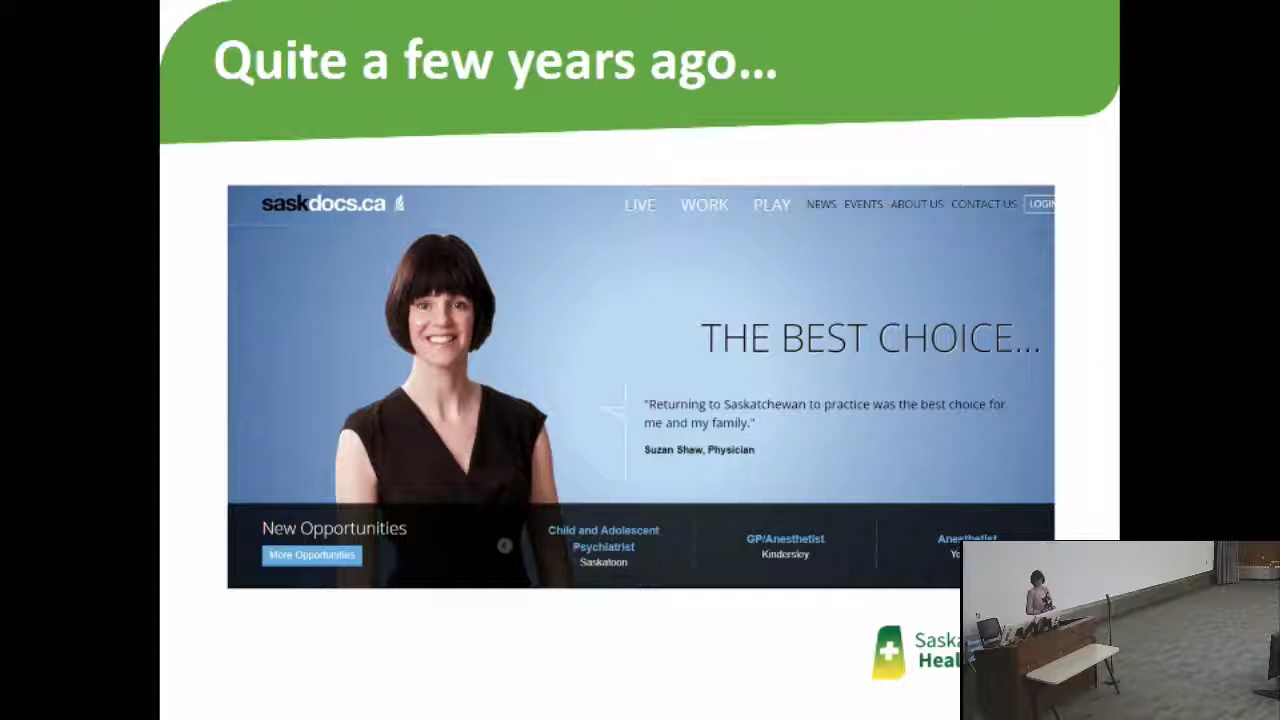 Quite a few years ago...
saskdocs.ca
LIVE WORK PLAY NEWS EVENTS ABOUT US CONTACT US LOGIN
THE BEST CHOICE...
"Returning to Saskatchewan to practice was the best choice for
me and my family."
Suzan Shaw, Physician
New Opportunities
More Opportunities
Child and Adolescent
Psychiatrist
Saskatoon
GP/Anesthetist
Kindersley
Anesthetist